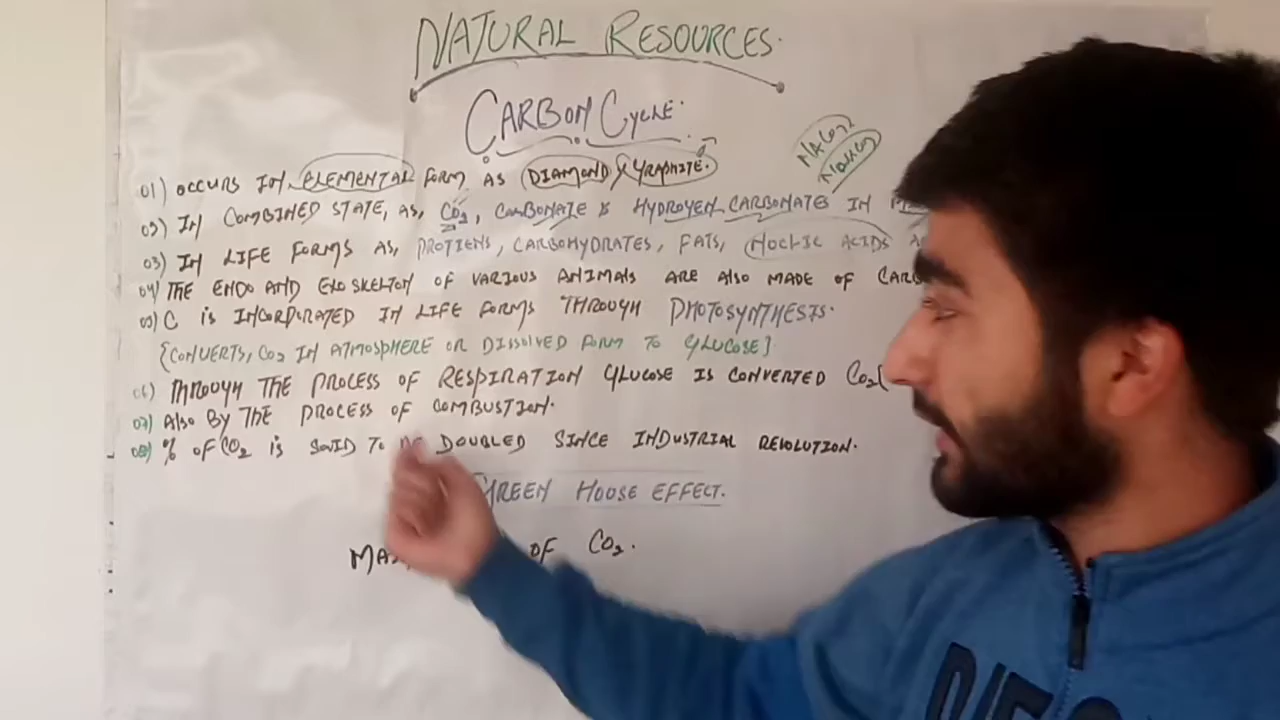 NATURAL RESOURCES.
CARBON CYCLE.
01) OCCURS IN ELEMENTAL FORM AS DIAMOND & GRAPHITE.
02) IN COMBINED STATE, AS, CO2, CARBONATE & HYDROGEN CARBONATES IN
03) IN LIFE FORMS AS, PROTIENS, CARBOHYDRATES, FATS, NUCLIC ACIDS
04) THE ENDO AND EXOSKELTON OF VARIOUS ANIMALS ARE ALSO MADE OF CARB
05) C IS INCORPORATED IN LIFE FORMS THROUGH PHOTOSYNTHESIS.
{CONVERTS, CO2 IN ATMOSPHERE OR DISSOLVED FORM TO GLUCOSE}
06) THROUGH THE PROCESS OF RESPIRATION GLUCOSE IS CONVERTED CO2(
07) ALSO BY THE PROCESS OF COMBUSTION.
08) % OF CO2 IS SAID TO BE DOUBLED SINCE INDUSTRIAL REVOLUTION.
GREEN HOUSE EFFECT.
OF CO2.